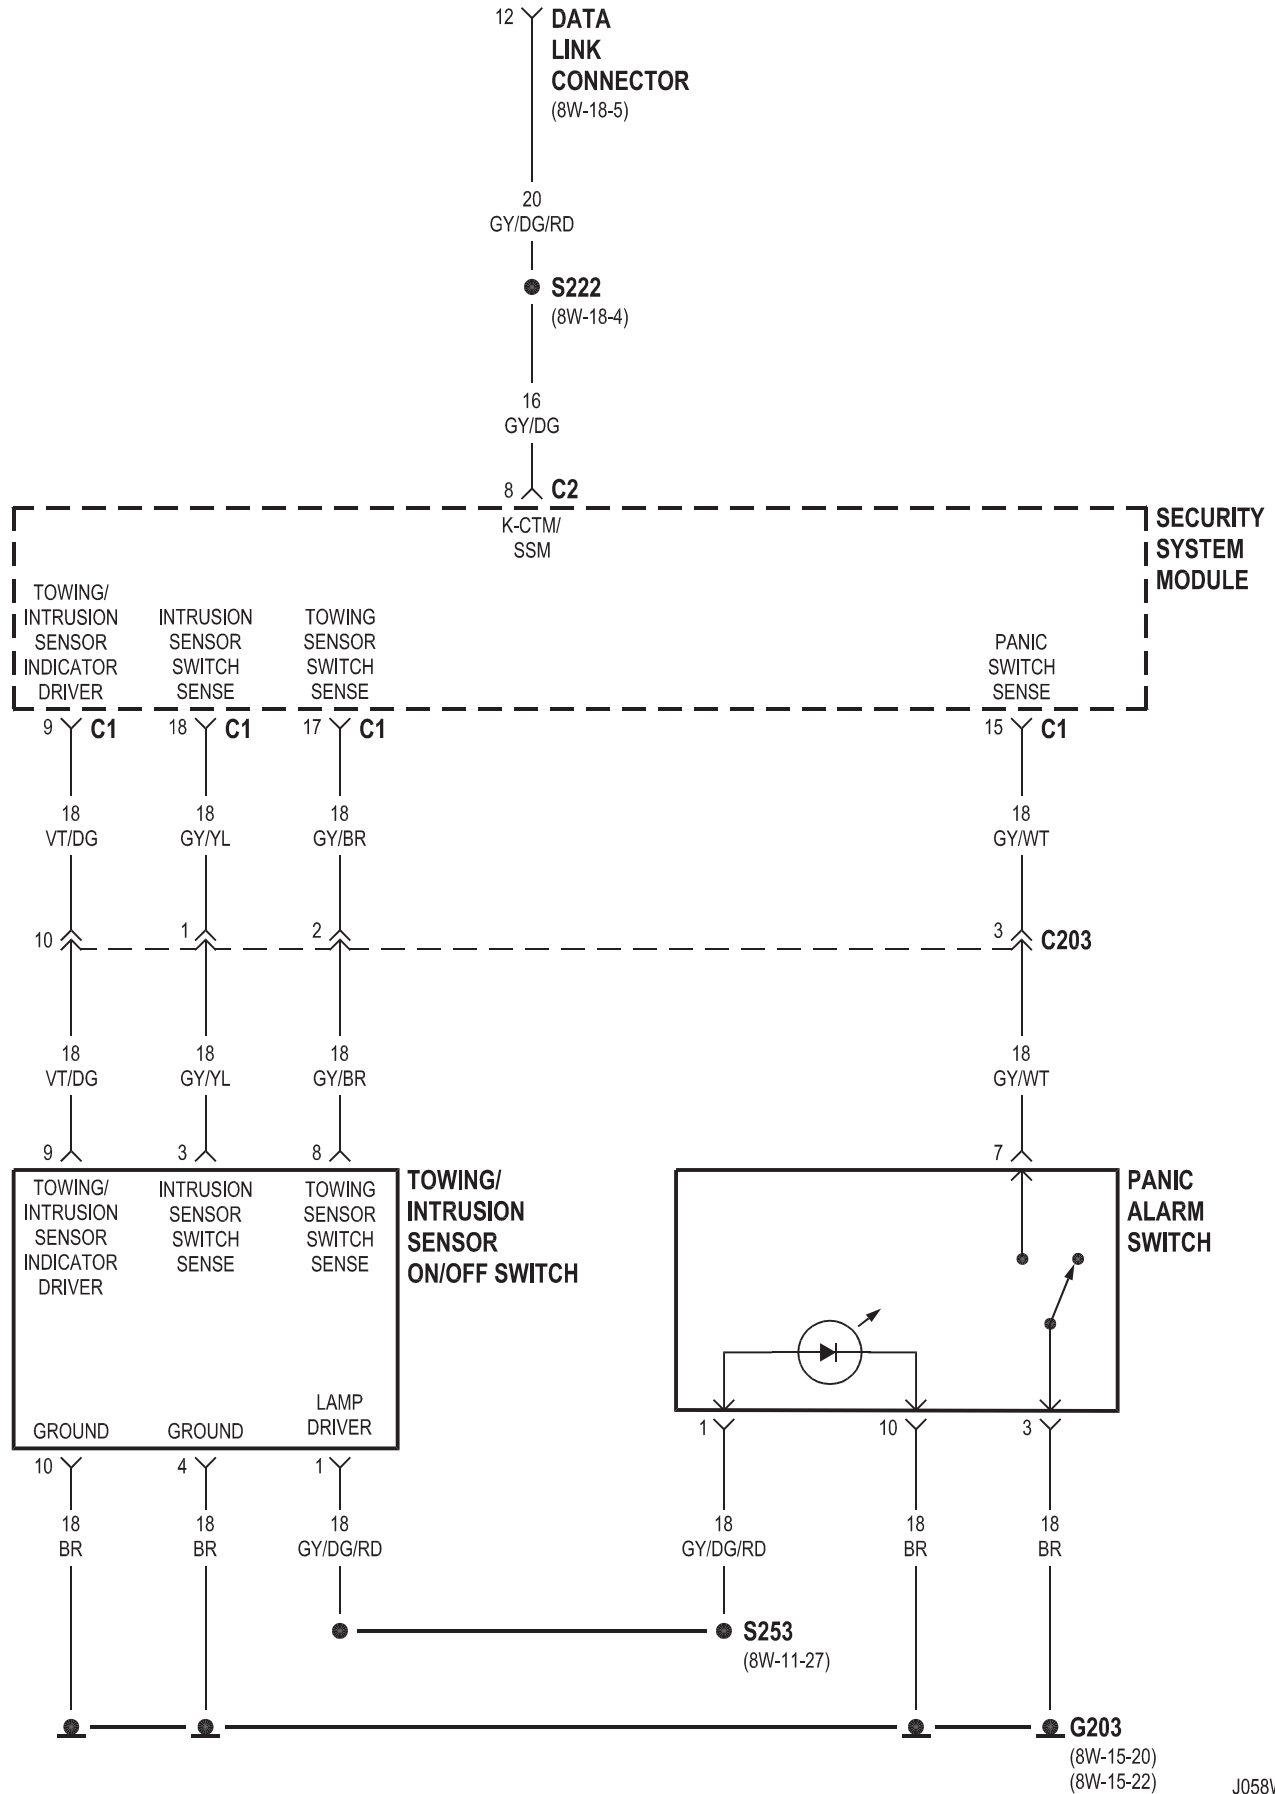 12
DATA
LINK
CONNECTOR
(8W-18-5)
20
GY/DG/RD
S222
(8W-18-4)
16
GY/DG
8
C2
K-CTM/
SSM
SECURITY
SYSTEM
MODULE
TOWING/
INTRUSION
SENSOR
INDICATOR
DRIVER
INTRUSION
SENSOR
SWITCH
SENSE
TOWING
SENSOR
SWITCH
SENSE
PANIC
SWITCH
SENSE
9
C1
18
C1
17
C1
15
C1
18
VT/DG
18
GY/YL
18
GY/BR
18
GY/WT
10
1
2
3
C203
18
VT/DG
18
GY/YL
18
GY/BR
18
GY/WT
9
3
8
7
TOWING/
INTRUSION
SENSOR
INDICATOR
DRIVER
INTRUSION
SENSOR
SWITCH
SENSE
TOWING
SENSOR
SWITCH
SENSE
TOWING/
INTRUSION
SENSOR
ON/OFF SWITCH
PANIC
ALARM
SWITCH
GROUND
GROUND
LAMP
DRIVER
10
4
1
1
10
3
18
BR
18
BR
18
GY/DG/RD
18
GY/DG/RD
18
BR
18
BR
S253
(8W-11-27)
G203
(8W-15-20)
(8W-15-22)